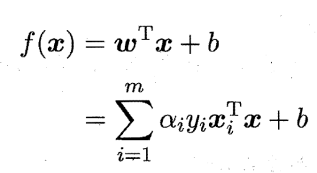 f(x) = w^T x + b
= \sum_{i=1}^{m} α_i y_i x_i^T x + b